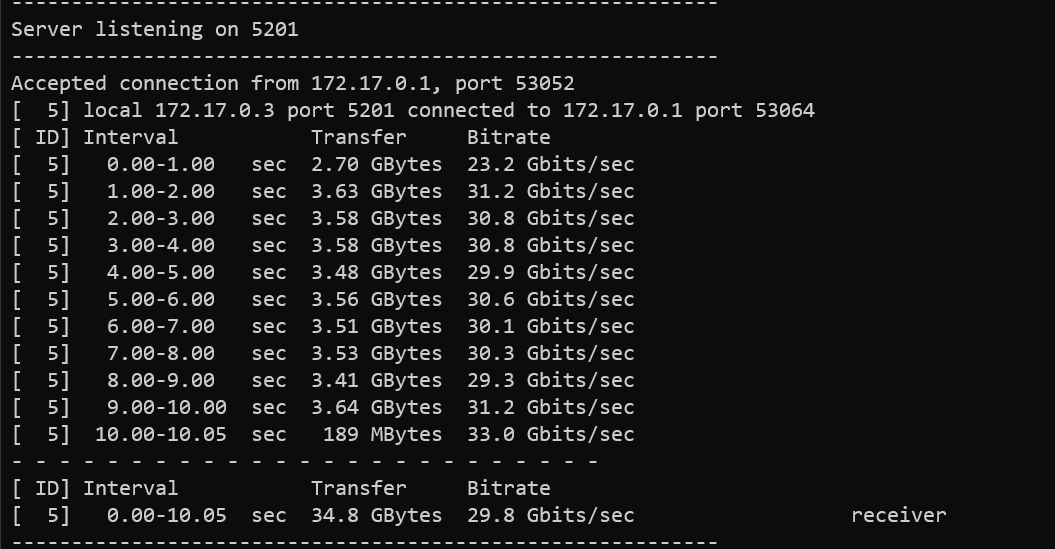 -----------------------------------------------------------
Server listening on 5201
-----------------------------------------------------------
Accepted connection from 172.17.0.1, port 53052
[  5] local 172.17.0.3 port 5201 connected to 172.17.0.1 port 53064
[ ID] Interval           Transfer     Bitrate
[  5]   0.00-1.00   sec  2.70 GBytes  23.2 Gbits/sec
[  5]   1.00-2.00   sec  3.63 GBytes  31.2 Gbits/sec
[  5]   2.00-3.00   sec  3.58 GBytes  30.8 Gbits/sec
[  5]   3.00-4.00   sec  3.58 GBytes  30.8 Gbits/sec
[  5]   4.00-5.00   sec  3.48 GBytes  29.9 Gbits/sec
[  5]   5.00-6.00   sec  3.56 GBytes  30.6 Gbits/sec
[  5]   6.00-7.00   sec  3.51 GBytes  30.1 Gbits/sec
[  5]   7.00-8.00   sec  3.53 GBytes  30.3 Gbits/sec
[  5]   8.00-9.00   sec  3.41 GBytes  29.3 Gbits/sec
[  5]   9.00-10.00  sec  3.64 GBytes  31.2 Gbits/sec
[  5]  10.00-10.05  sec   189 MBytes  33.0 Gbits/sec
- - - - - - - - - - - - - - - - - - - - - - - - -
[ ID] Interval           Transfer     Bitrate
[  5]   0.00-10.05  sec  34.8 GBytes  29.8 Gbits/sec                  receiver
-----------------------------------------------------------